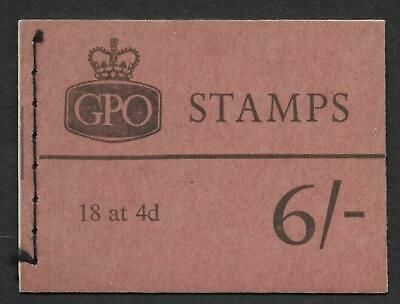 GPO STAMPS
18 at 4d 6/-